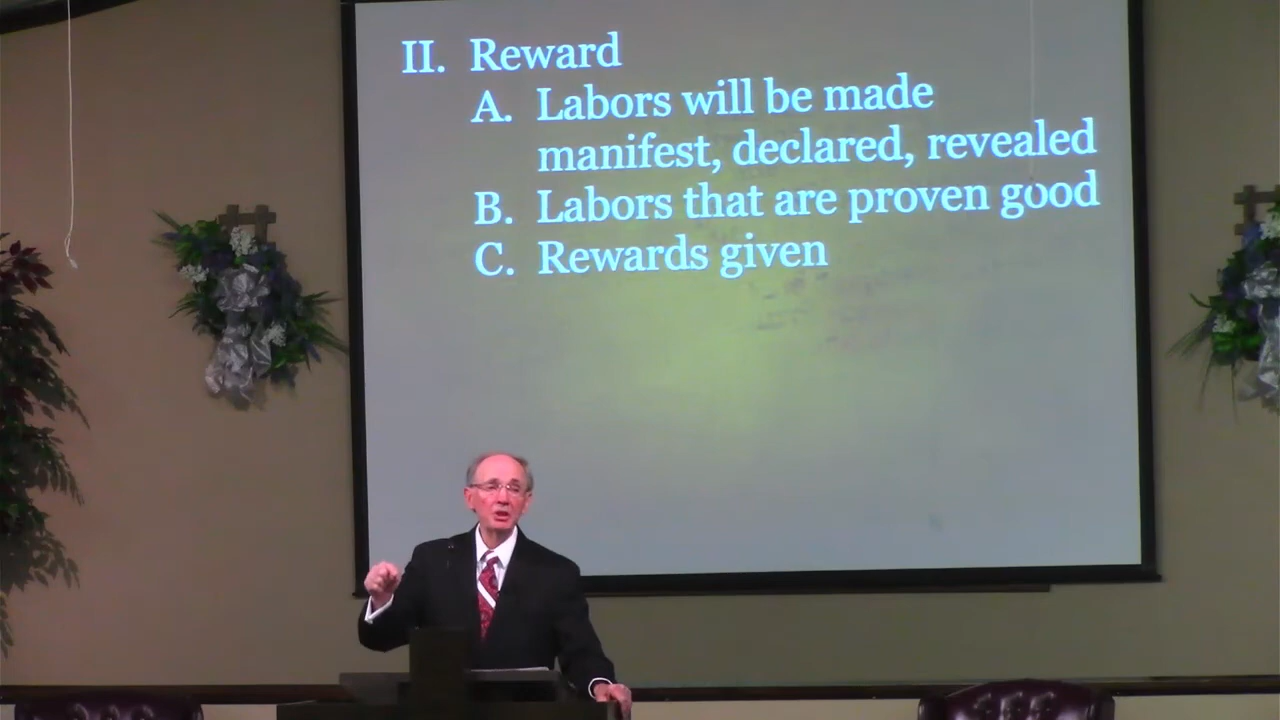 II. Reward
A. Labors will be made
manifest, declared, revealed
B. Labors that are proven good
C. Rewards given